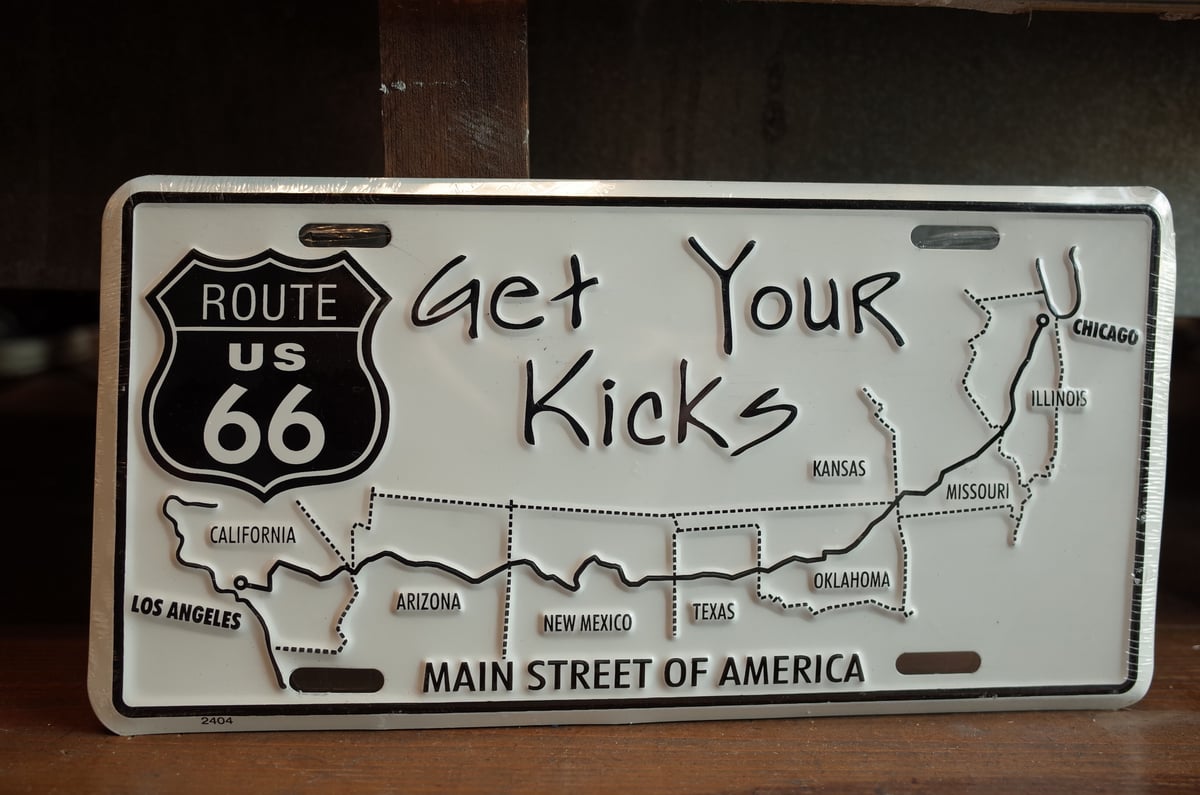 ROUTE
US
66
Get Your
Kicks
CHICAGO
ILLINOIS
KANSAS
MISSOURI
CALIFORNIA
OKLAHOMA
LOS ANGELES
ARIZONA
NEW MEXICO
TEXAS
MAIN STREET OF AMERICA
2404